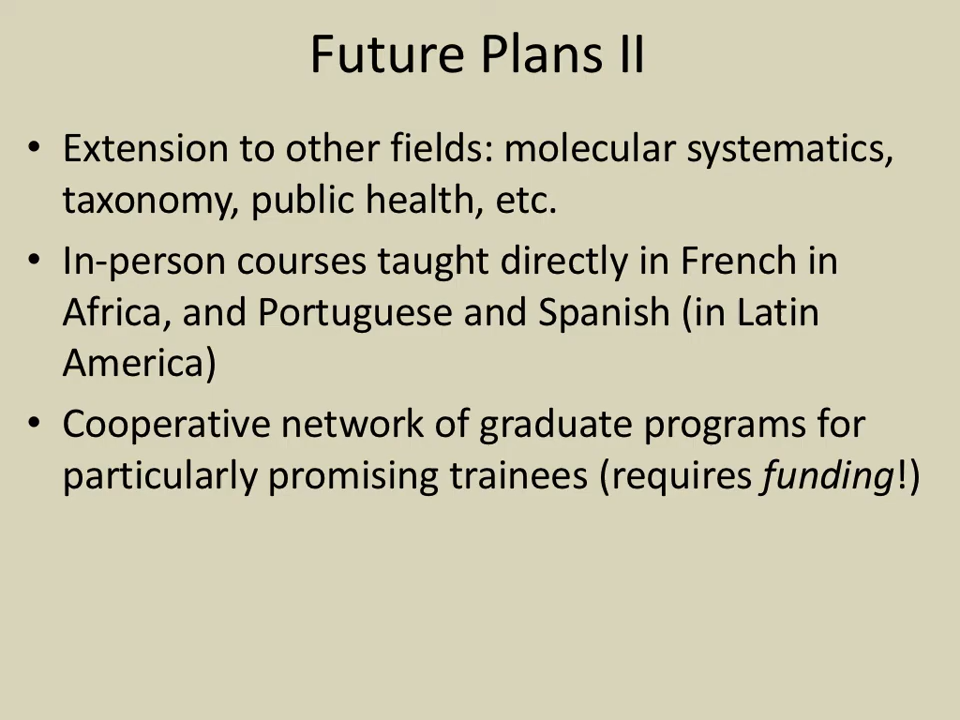 Future Plans II
• Extension to other fields: molecular systematics,
taxonomy, public health, etc.
• In-person courses taught directly in French in
Africa, and Portuguese and Spanish (in Latin
America)
• Cooperative network of graduate programs for
particularly promising trainees (requires funding!)